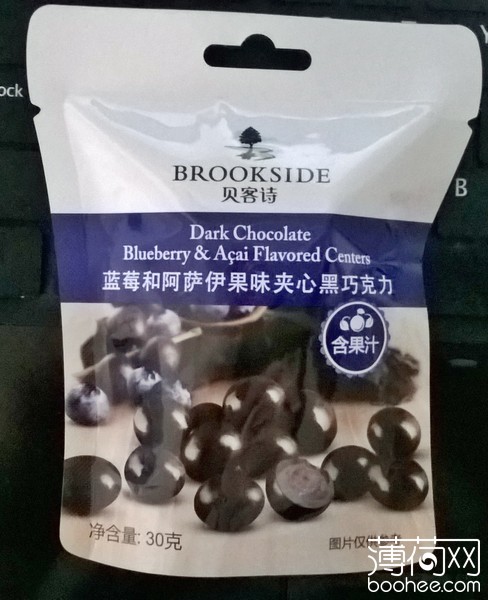 ock
Y
B
BROOKSIDE
贝客诗
Dark Chocolate
Blueberry & Açai Flavored Centers
蓝莓和阿萨伊果味夹心黑巧克力
含果汁
净含量: 30克
图片仅供
薄荷网
boohee.com